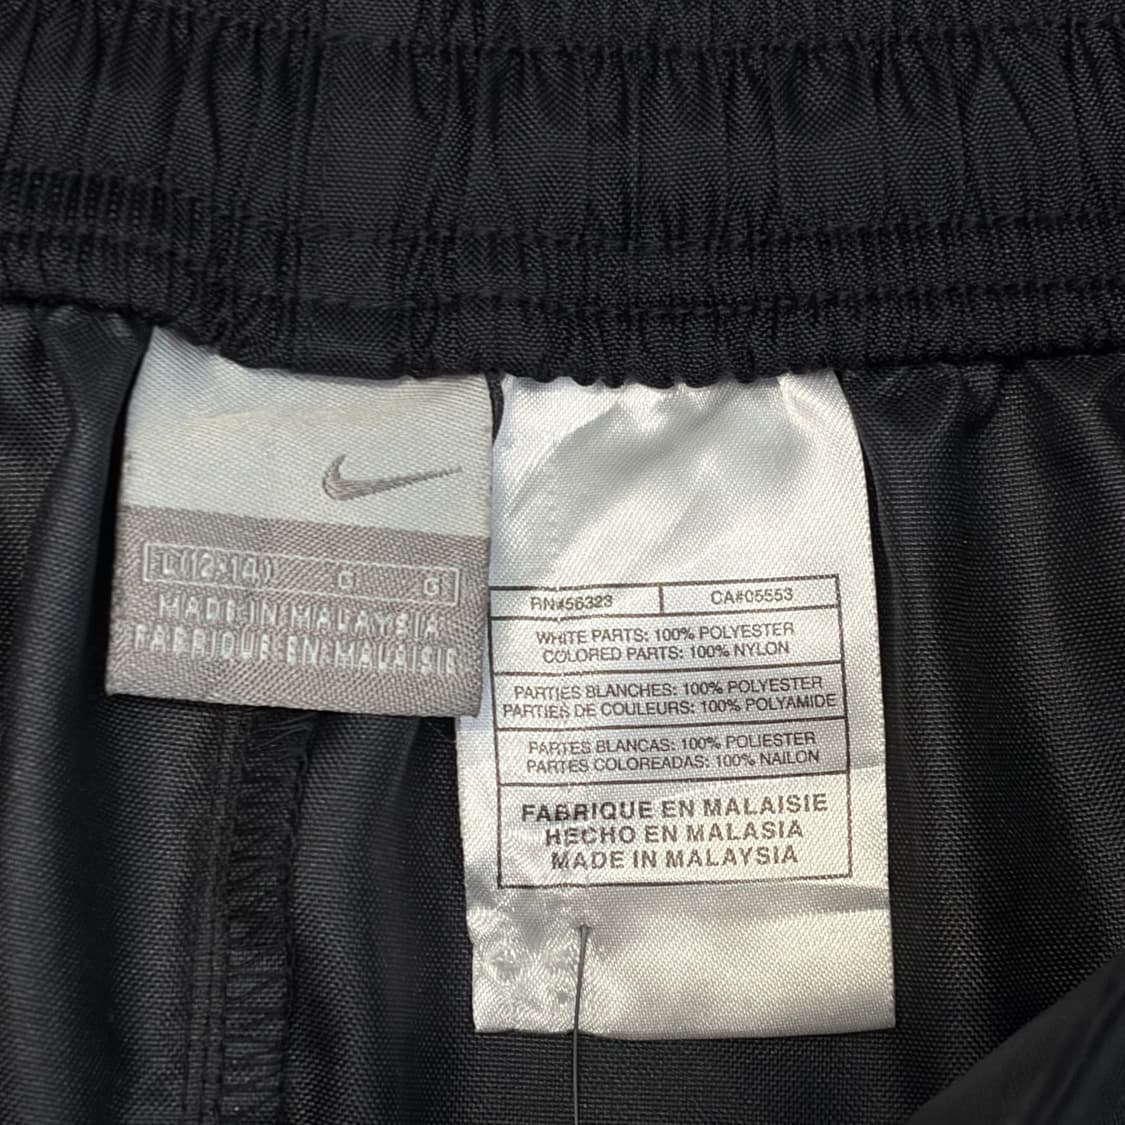 L(12-14) G G
MADE IN MALAYSIA
FABRIQUE EN MALAISIE
RN#56323 CA#05553
WHITE PARTS: 100% POLYESTER
COLORED PARTS: 100% NYLON
PARTIES BLANCHES: 100% POLYESTER
PARTIES DE COULEURS: 100% POLYAMIDE
PARTES BLANCAS: 100% POLIESTER
PARTES COLOREADAS: 100% NAILON
FABRIQUE EN MALAISIE
HECHO EN MALASIA
MADE IN MALAYSIA